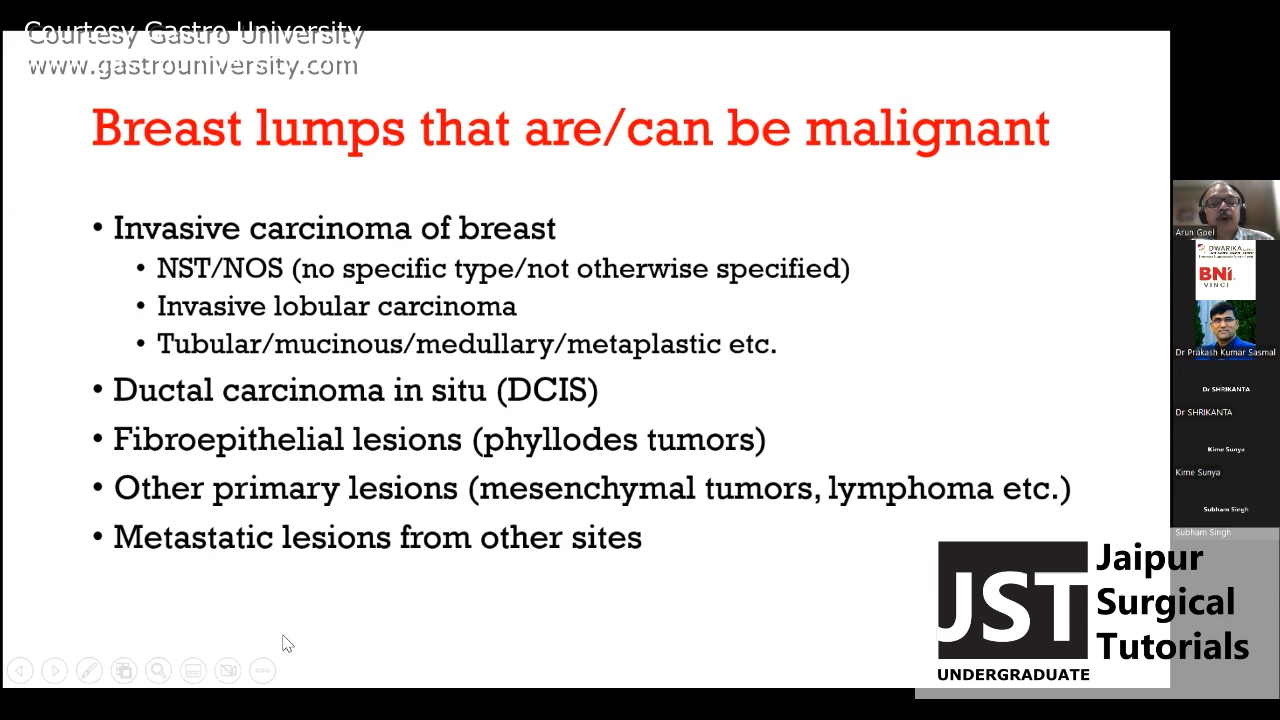 Courtesy Gastro University
www.gastrouniversity.com
Breast lumps that are/can be malignant
• Invasive carcinoma of breast
• NST/NOS (no specific type/not otherwise specified)
• Invasive lobular carcinoma
• Tubular/mucinous/medullary/metaplastic etc.
• Ductal carcinoma in situ (DCIS)
• Fibroepithelial lesions (phyllodes tumors)
• Other primary lesions (mesenchymal tumors, lymphoma etc.)
• Metastatic lesions from other sites
Arun Goel
DWARIKA
BNI
VINCI
Dr Prakash Kumar Sasmal
Dr SHRIKANTA
Dr SHRIKANTA
Kime Sunya
Kime Sunya
Subham Singh
Subham Singh
JST
UNDERGRADUATE
Jaipur
Surgical
Tutorials